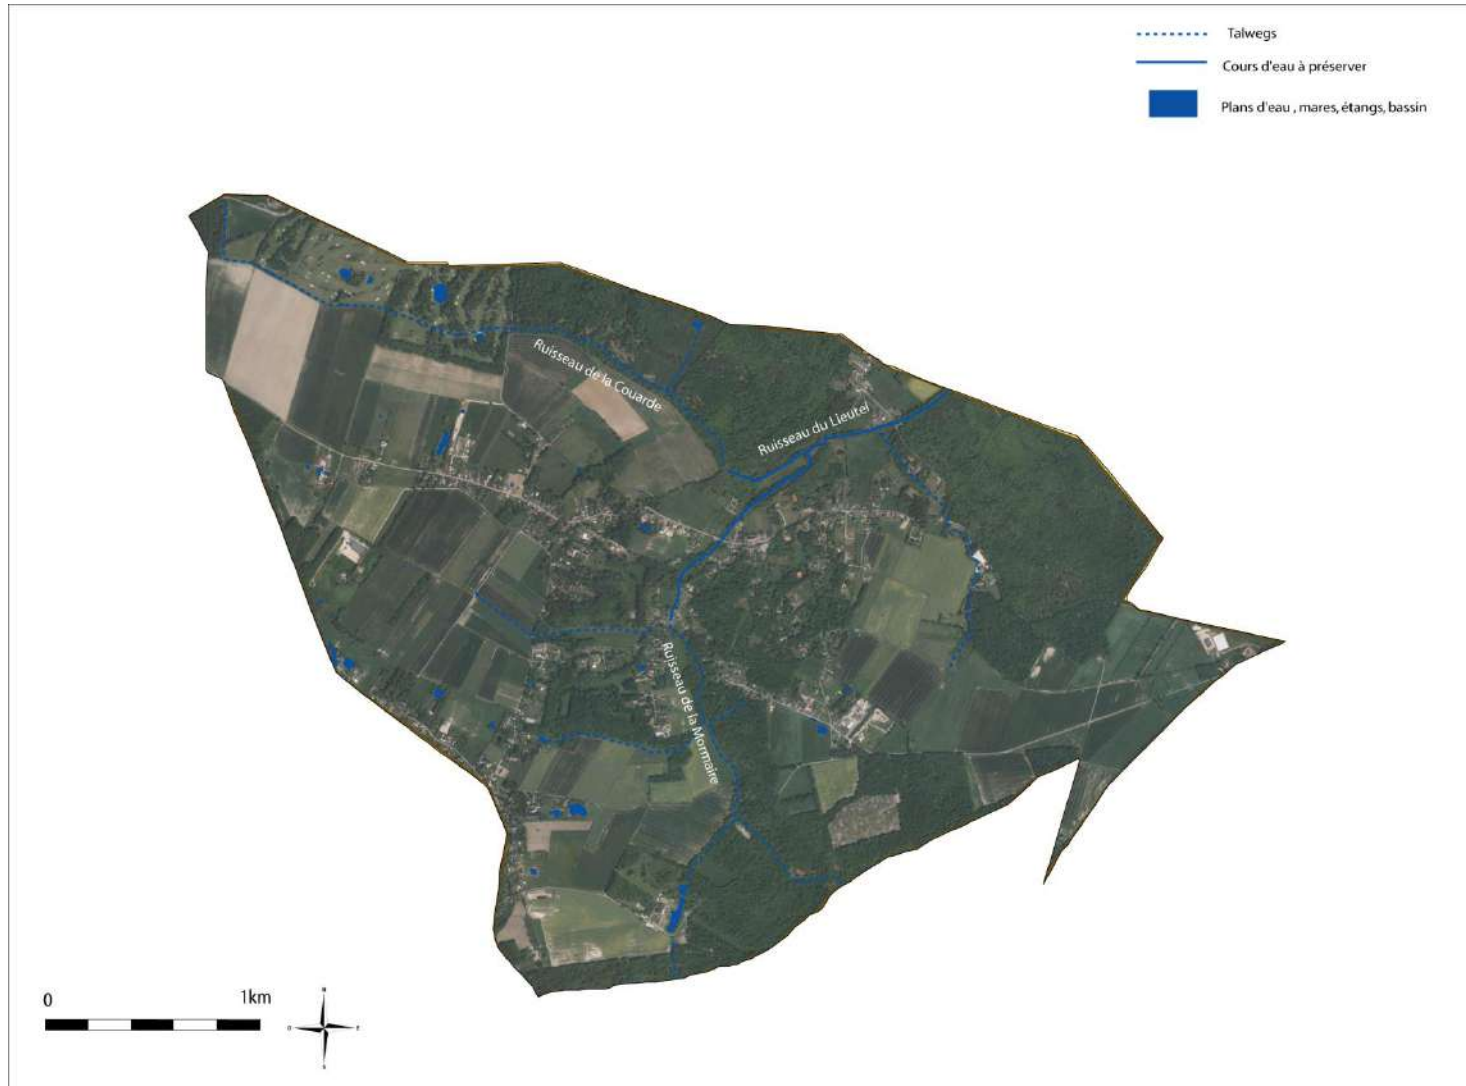 Talwegs
Cours d'eau à préserver
Plans d'eau , mares, étangs, bassin
Ruisseau de la Couarde
Ruisseau du Lieutel
Ruisseau de la Mormaire
0 1km
N
O E
S